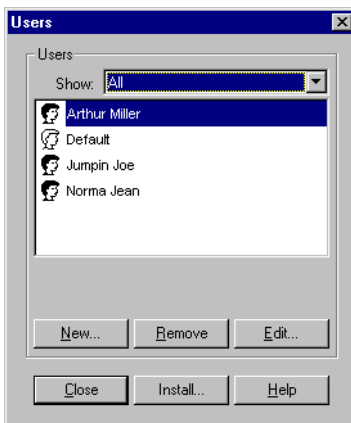 Users
Users
Show: All
Arthur Miller
Default
Jumpin Joe
Norma Jean
New... Remove Edit...
Close Install... Help